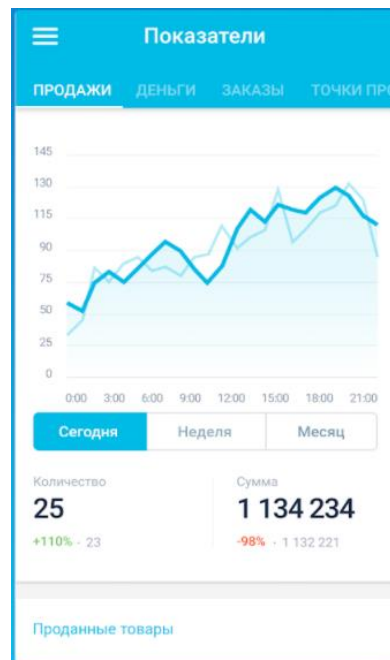 Показатели
ПРОДАЖИ ДЕНЬГИ ЗАКАЗЫ ТОЧКИ ПРО
145
130
115
90
75
50
25
0
0:00 3:00 6:00 9:00 12:00 15:00 18:00 21:00
Сегодня Неделя Месяц
Количество Сумма
25 1 134 234
+110% - 23 -98% - 1 132 221
Проданные товары